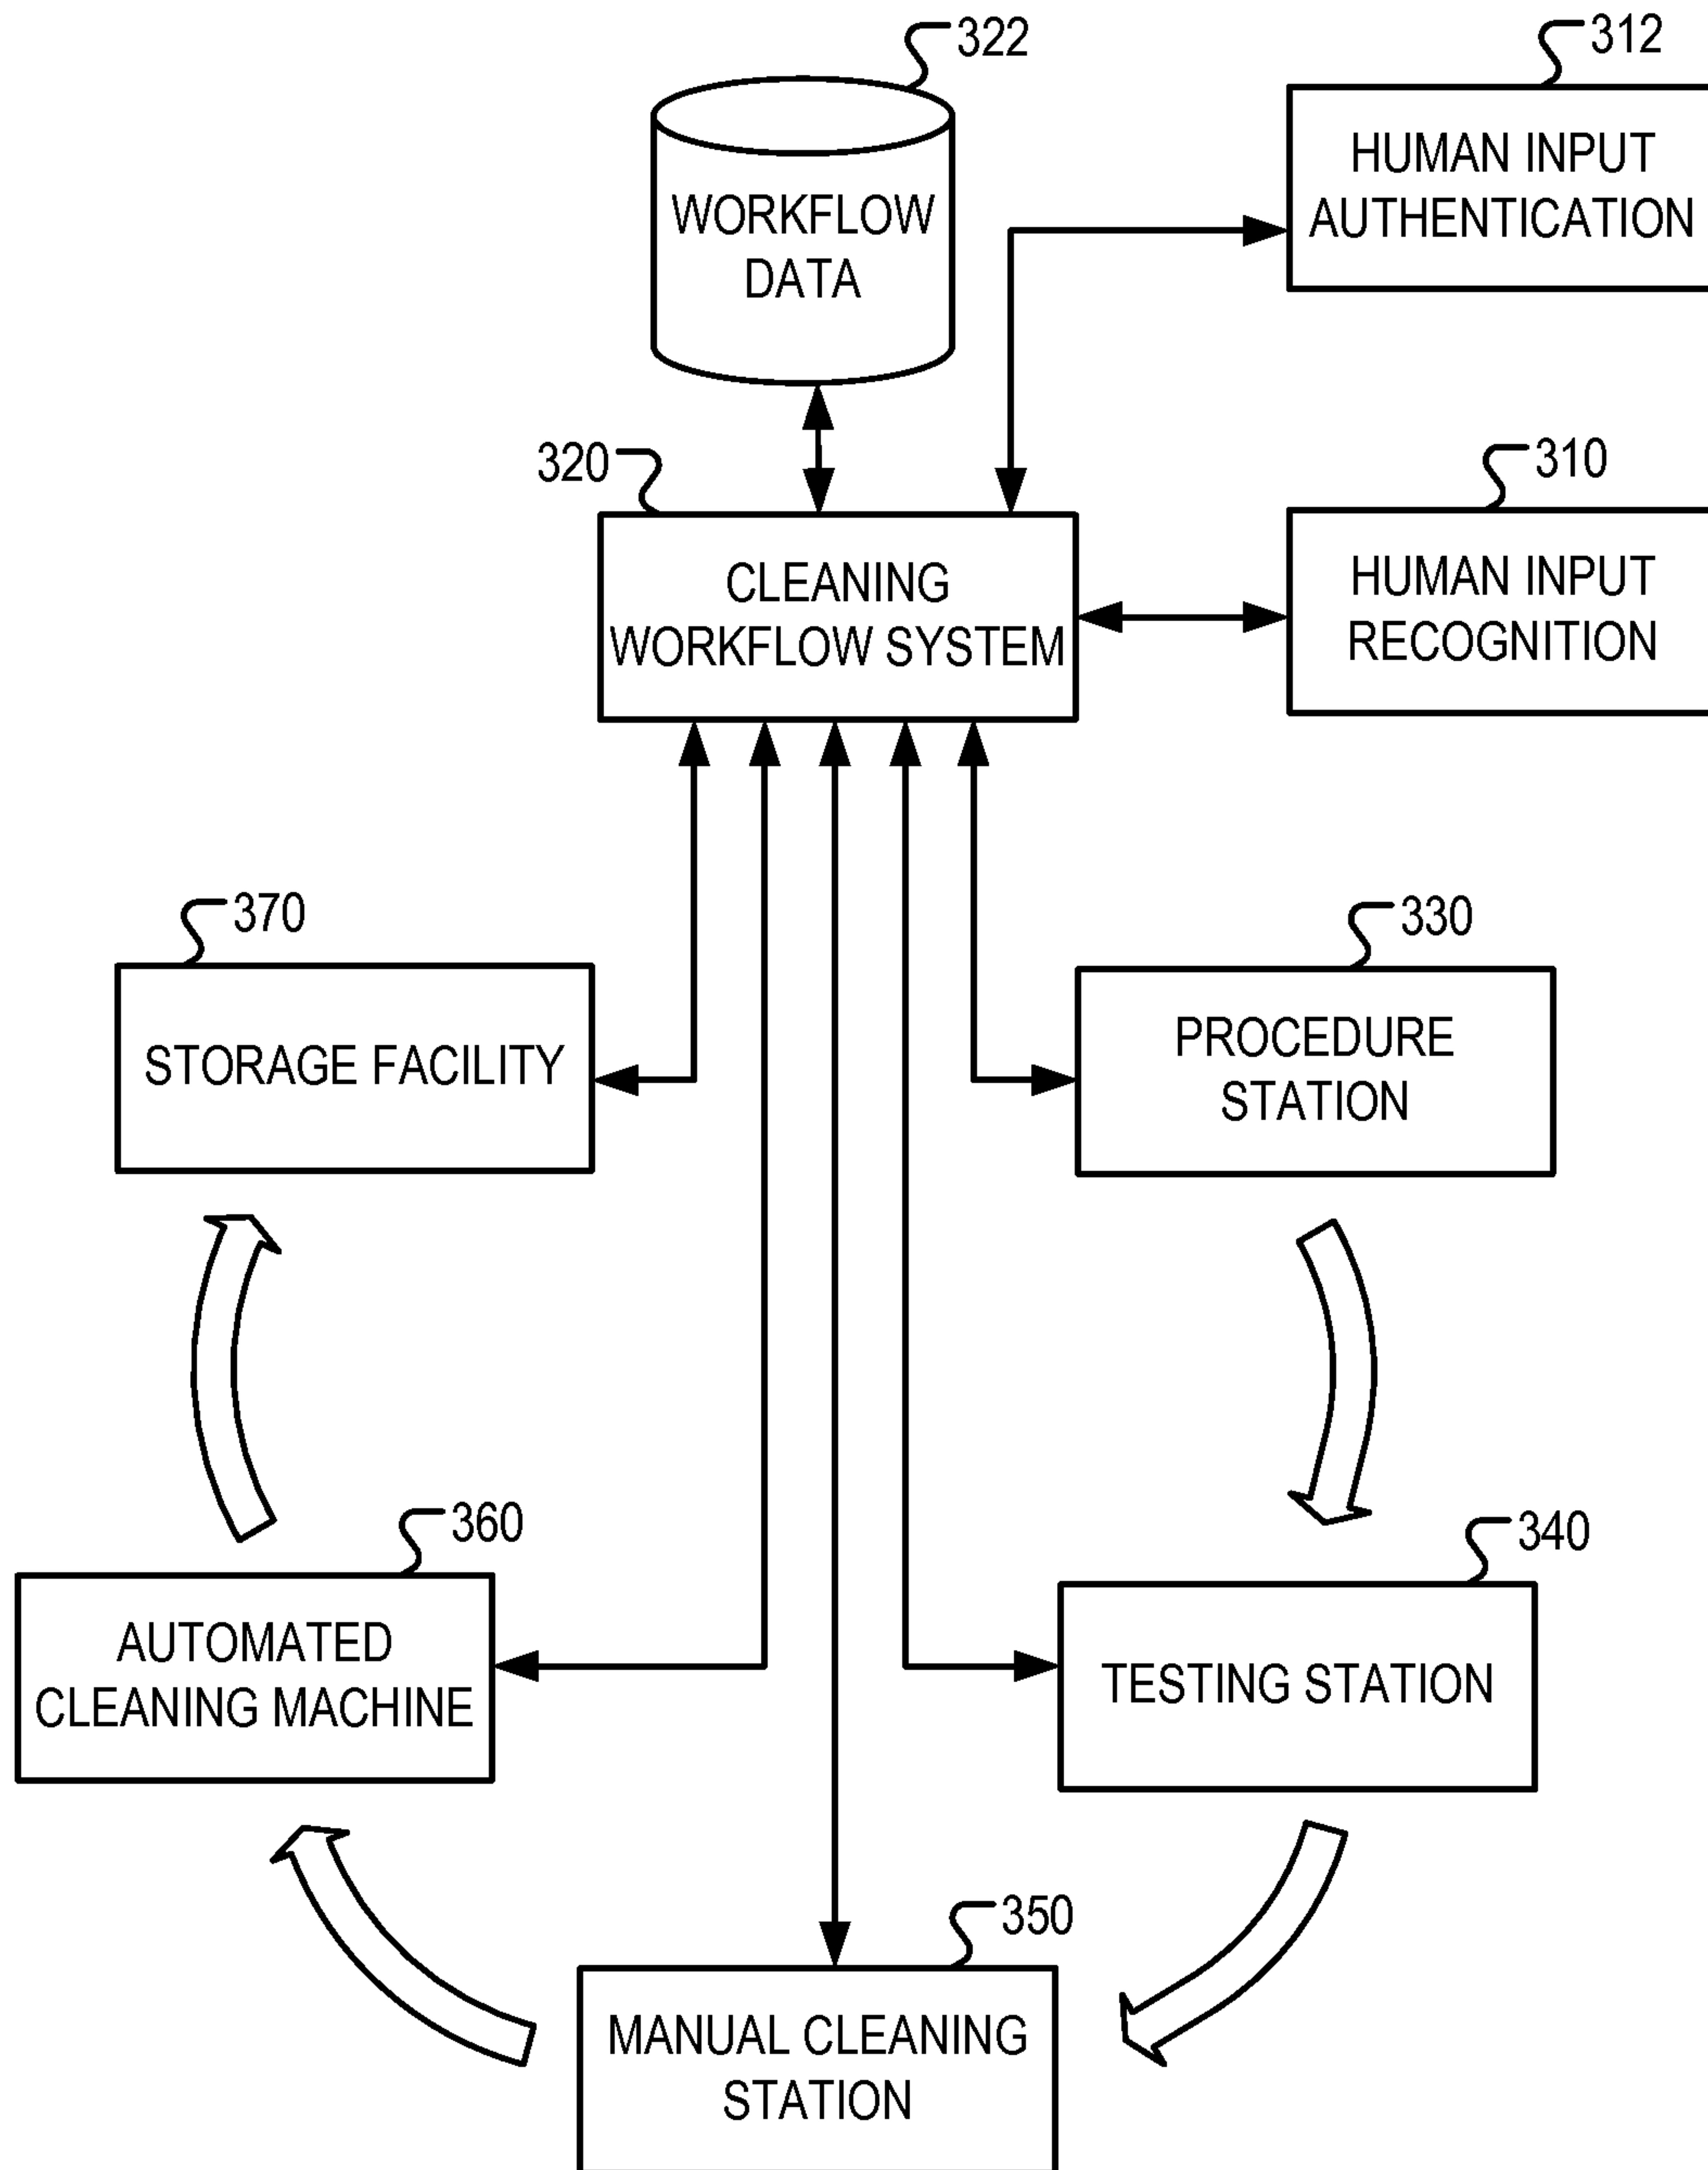 322
312
WORKFLOW
DATA
HUMAN INPUT
AUTHENTICATION
320
310
CLEANING
WORKFLOW SYSTEM
HUMAN INPUT
RECOGNITION
370
330
STORAGE FACILITY
PROCEDURE
STATION
360
340
AUTOMATED
CLEANING MACHINE
TESTING STATION
350
MANUAL CLEANING
STATION